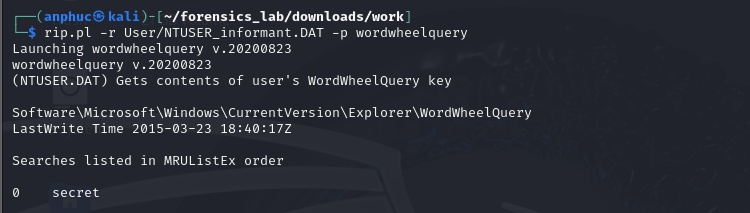 ┌──(anphuc㉿kali)-[~/forensics_lab/downloads/work]
└─$ rip.pl -r User/NTUSER_informant.DAT -p wordwheelquery
Launching wordwheelquery v.20200823
wordwheelquery v.20200823
(NTUSER.DAT) Gets contents of user's WordWheelQuery key
Software\Microsoft\Windows\CurrentVersion\Explorer\WordWheelQuery
LastWrite Time 2015-03-23 18:40:17Z
Searches listed in MRUListEx order
0    secret